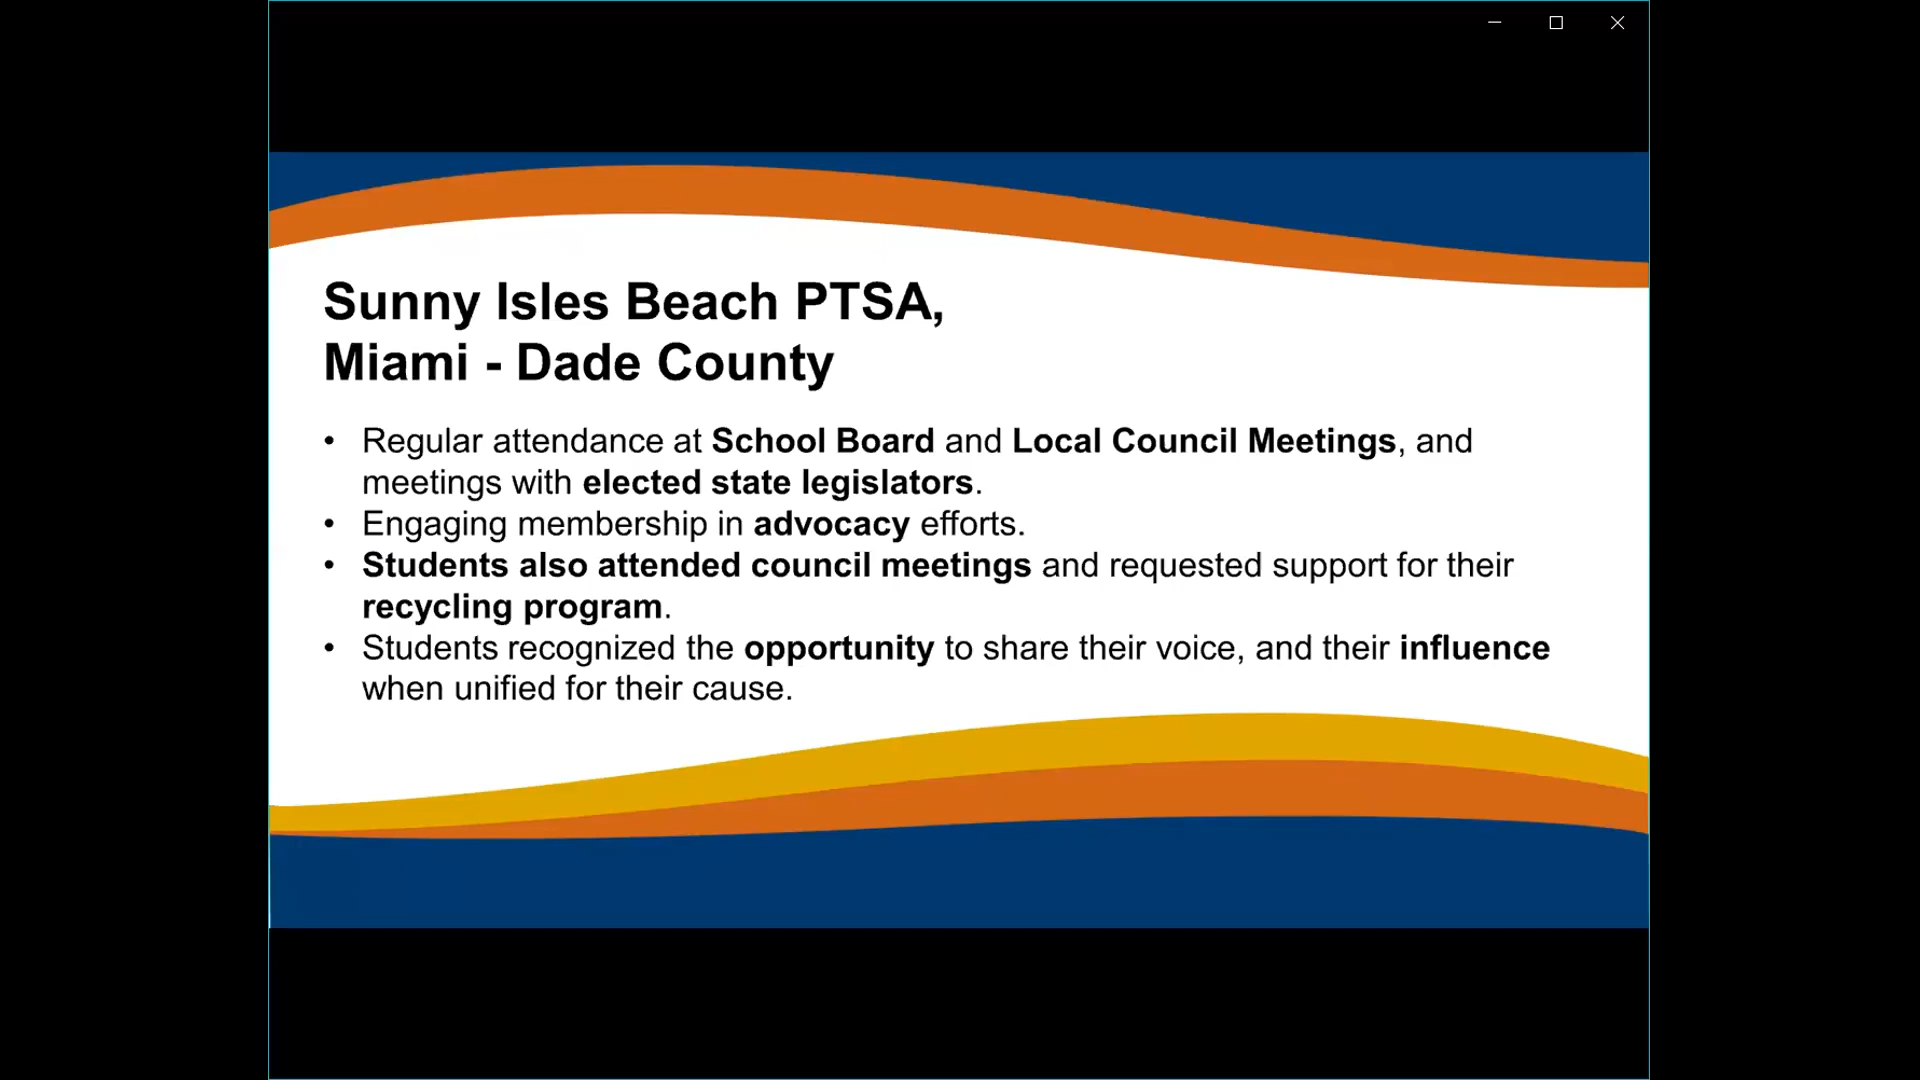 Sunny Isles Beach PTSA,
Miami - Dade County
• Regular attendance at School Board and Local Council Meetings, and
meetings with elected state legislators.
• Engaging membership in advocacy efforts.
• Students also attended council meetings and requested support for their
recycling program.
• Students recognized the opportunity to share their voice, and their influence
when unified for their cause.